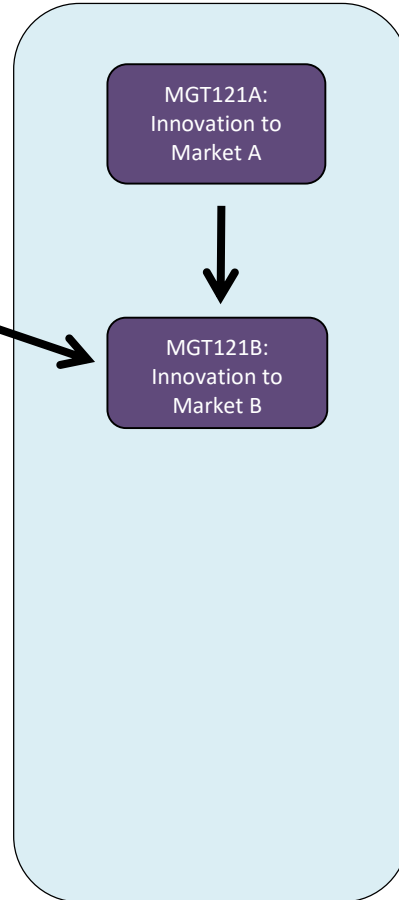 MGT121A:
Innovation to
Market A
MGT121B:
Innovation to
Market B